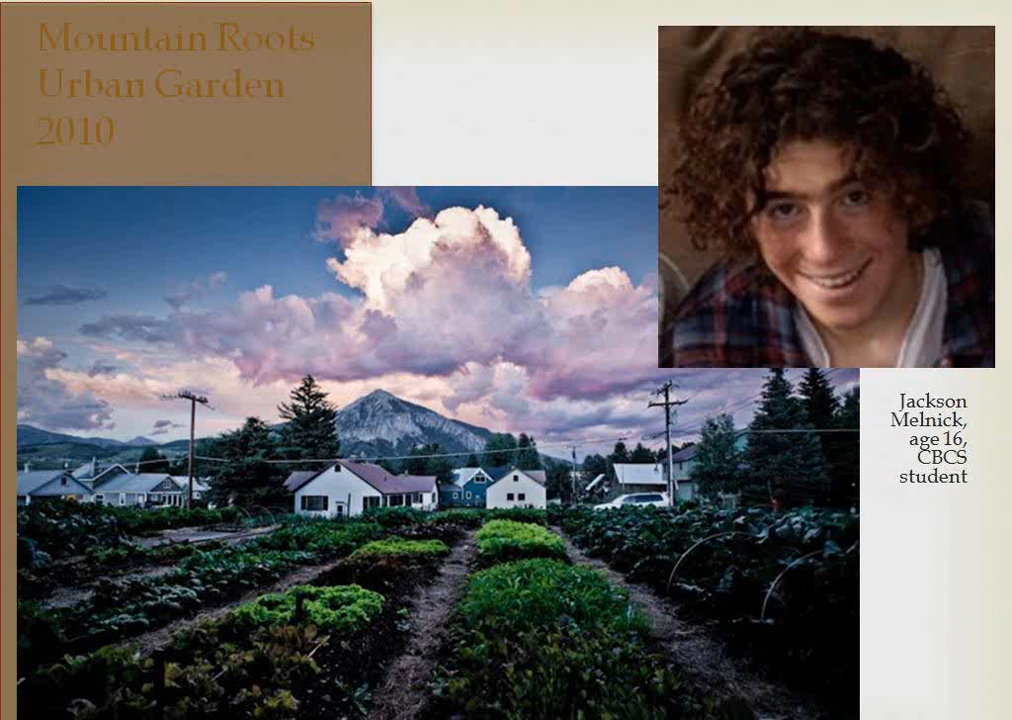 Mountain Roots
Urban Garden
2010
Jackson
Melnick,
age 16,
CBCS
student